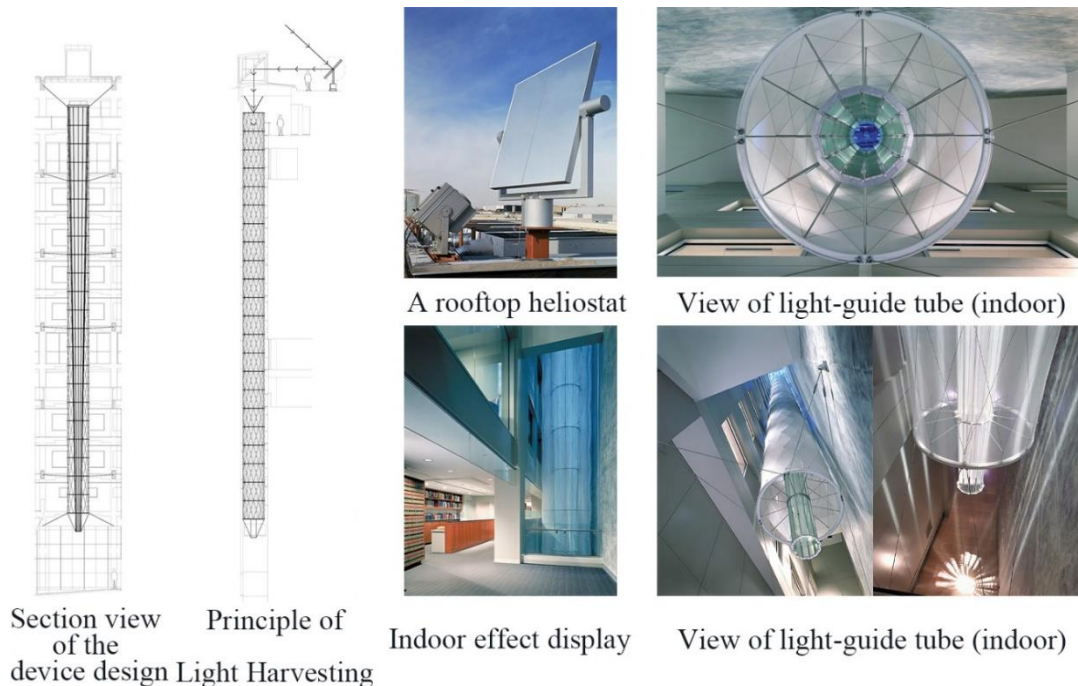 A rooftop heliostat
View of light-guide tube (indoor)
Section view
of the
device design
Principle of
Light Harvesting
Indoor effect display
View of light-guide tube (indoor)